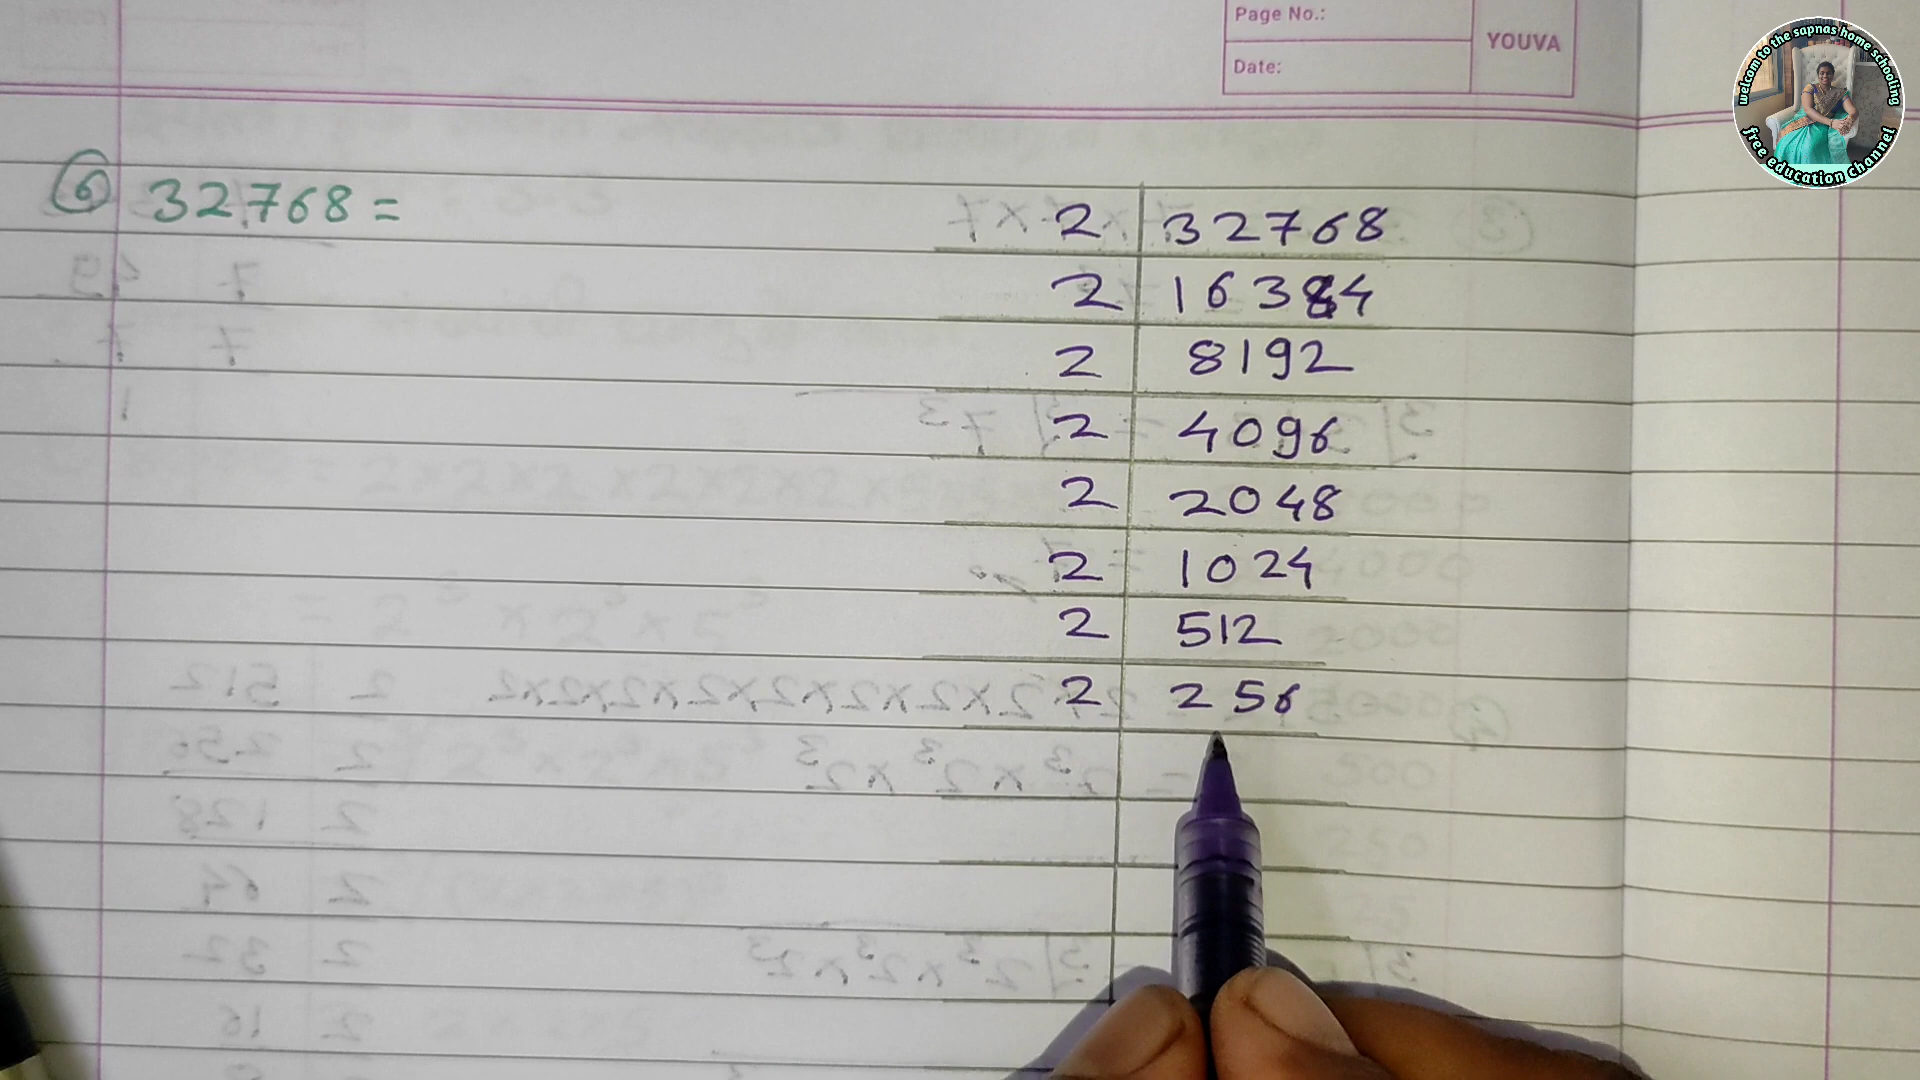 Page No.:
Date:
YOUVA
welcom to the sapnas home schooling
free education channel
6 32768 =
2 32768
2 16384
2 8192
2 4096
2 2048
2 1024
2 512
2 256